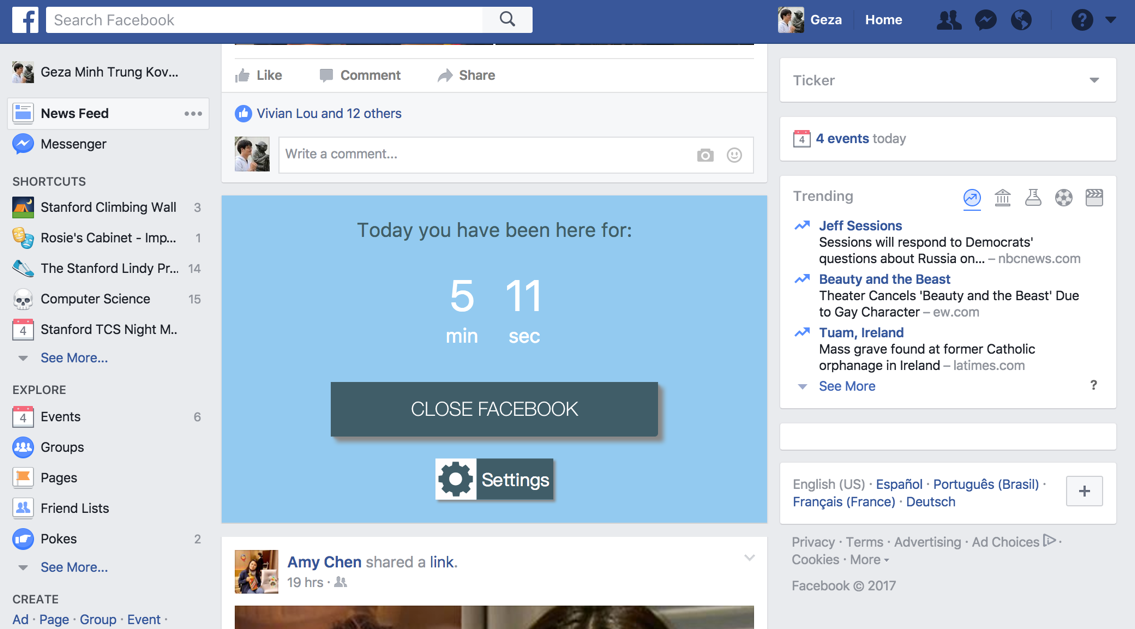 f
Search Facebook
Geza
Home
?
Geza Minh Trung Kov...
News Feed
Messenger
SHORTCUTS
Stanford Climbing Wall 3
Rosie's Cabinet - Imp... 1
The Stanford Lindy Pr... 14
Computer Science 15
4 Stanford TCS Night M..
See More...
EXPLORE
4 Events 6
Groups
Pages
Friend Lists
Pokes 2
See More...
CREATE
Ad · Page · Group · Event ·
Like Comment Share
Vivian Lou and 12 others
Write a comment...
Today you have been here for:
5 11
min sec
CLOSE FACEBOOK
Settings
Amy Chen shared a link.
19 hrs ·
Ticker
4 4 events today
Trending
Jeff Sessions
Sessions will respond to Democrats'
questions about Russia on... – nbcnews.com
Beauty and the Beast
Theater Cancels 'Beauty and the Beast' Due
to Gay Character – ew.com
Tuam, Ireland
Mass grave found at former Catholic
orphanage in Ireland – latimes.com
See More ?
English (US) · Español · Português (Brasil) ·
Français (France) · Deutsch
+
Privacy · Terms · Advertising · Ad Choices ·
Cookies · More
Facebook © 2017